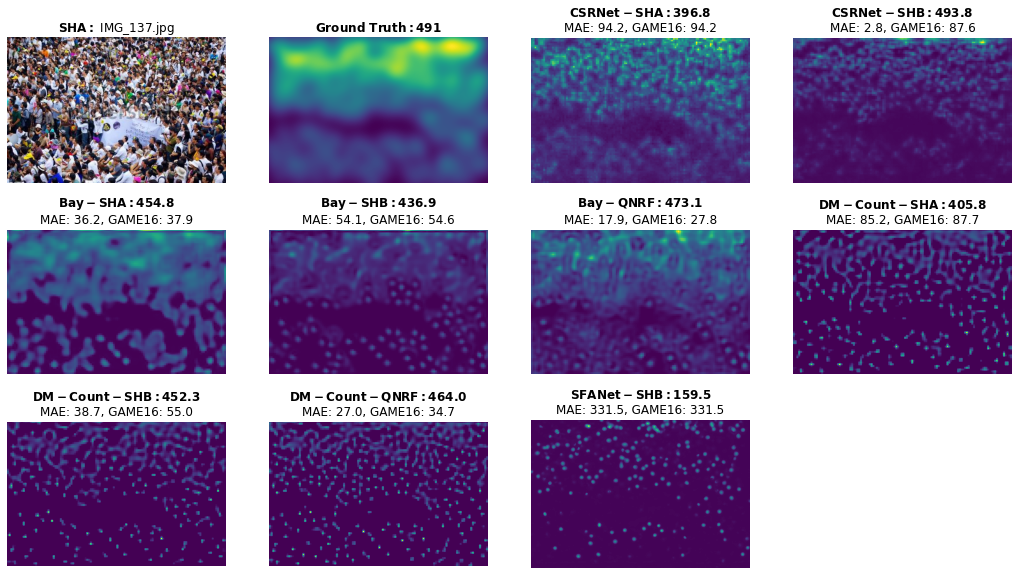 SHA: IMG_137.jpg
Ground Truth:491
CSRNet−SHA:396.8
MAE: 94.2, GAME16: 94.2
CSRNet−SHB:493.8
MAE: 2.8, GAME16: 87.6
Bay−SHA:454.8
MAE: 36.2, GAME16: 37.9
Bay−SHB:436.9
MAE: 54.1, GAME16: 54.6
Bay−QNRF:473.1
MAE: 17.9, GAME16: 27.8
DM−Count−SHA:405.8
MAE: 85.2, GAME16: 87.7
DM−Count−SHB:452.3
MAE: 38.7, GAME16: 55.0
DM−Count−QNRF:464.0
MAE: 27.0, GAME16: 34.7
SFANet−SHB:159.5
MAE: 331.5, GAME16: 331.5